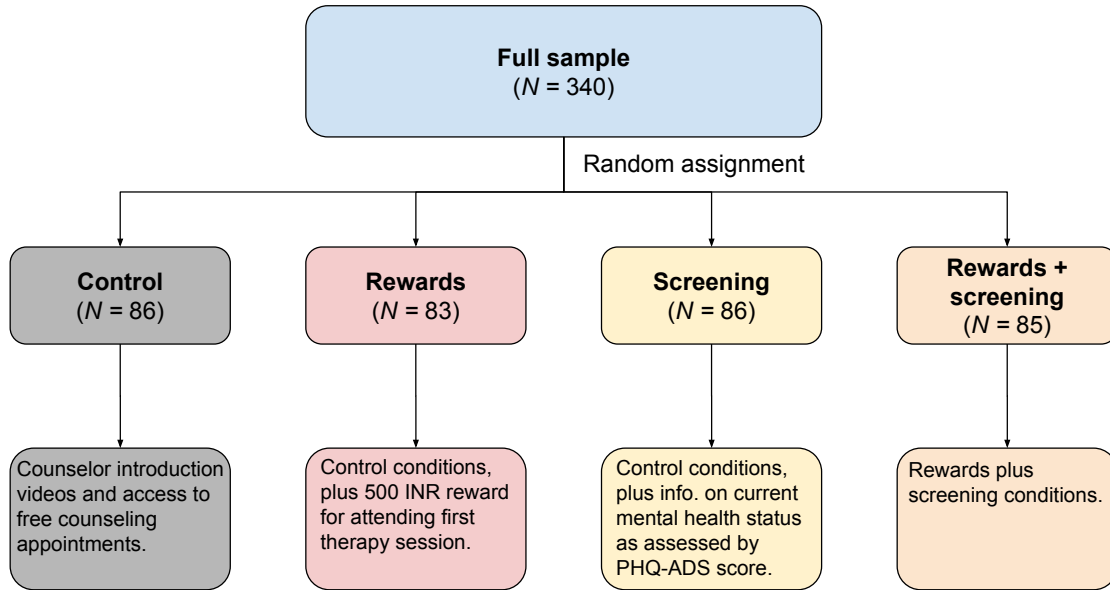 Full sample
(N = 340)
Random assignment
Control
(N = 86)
Rewards
(N = 83)
Screening
(N = 86)
Rewards +
screening
(N = 85)
Counselor introduction
videos and access to
free counseling
appointments.
Control conditions,
plus 500 INR reward
for attending first
therapy session.
Control conditions,
plus info. on current
mental health status
as assessed by
PHQ-ADS score.
Rewards plus
screening conditions.